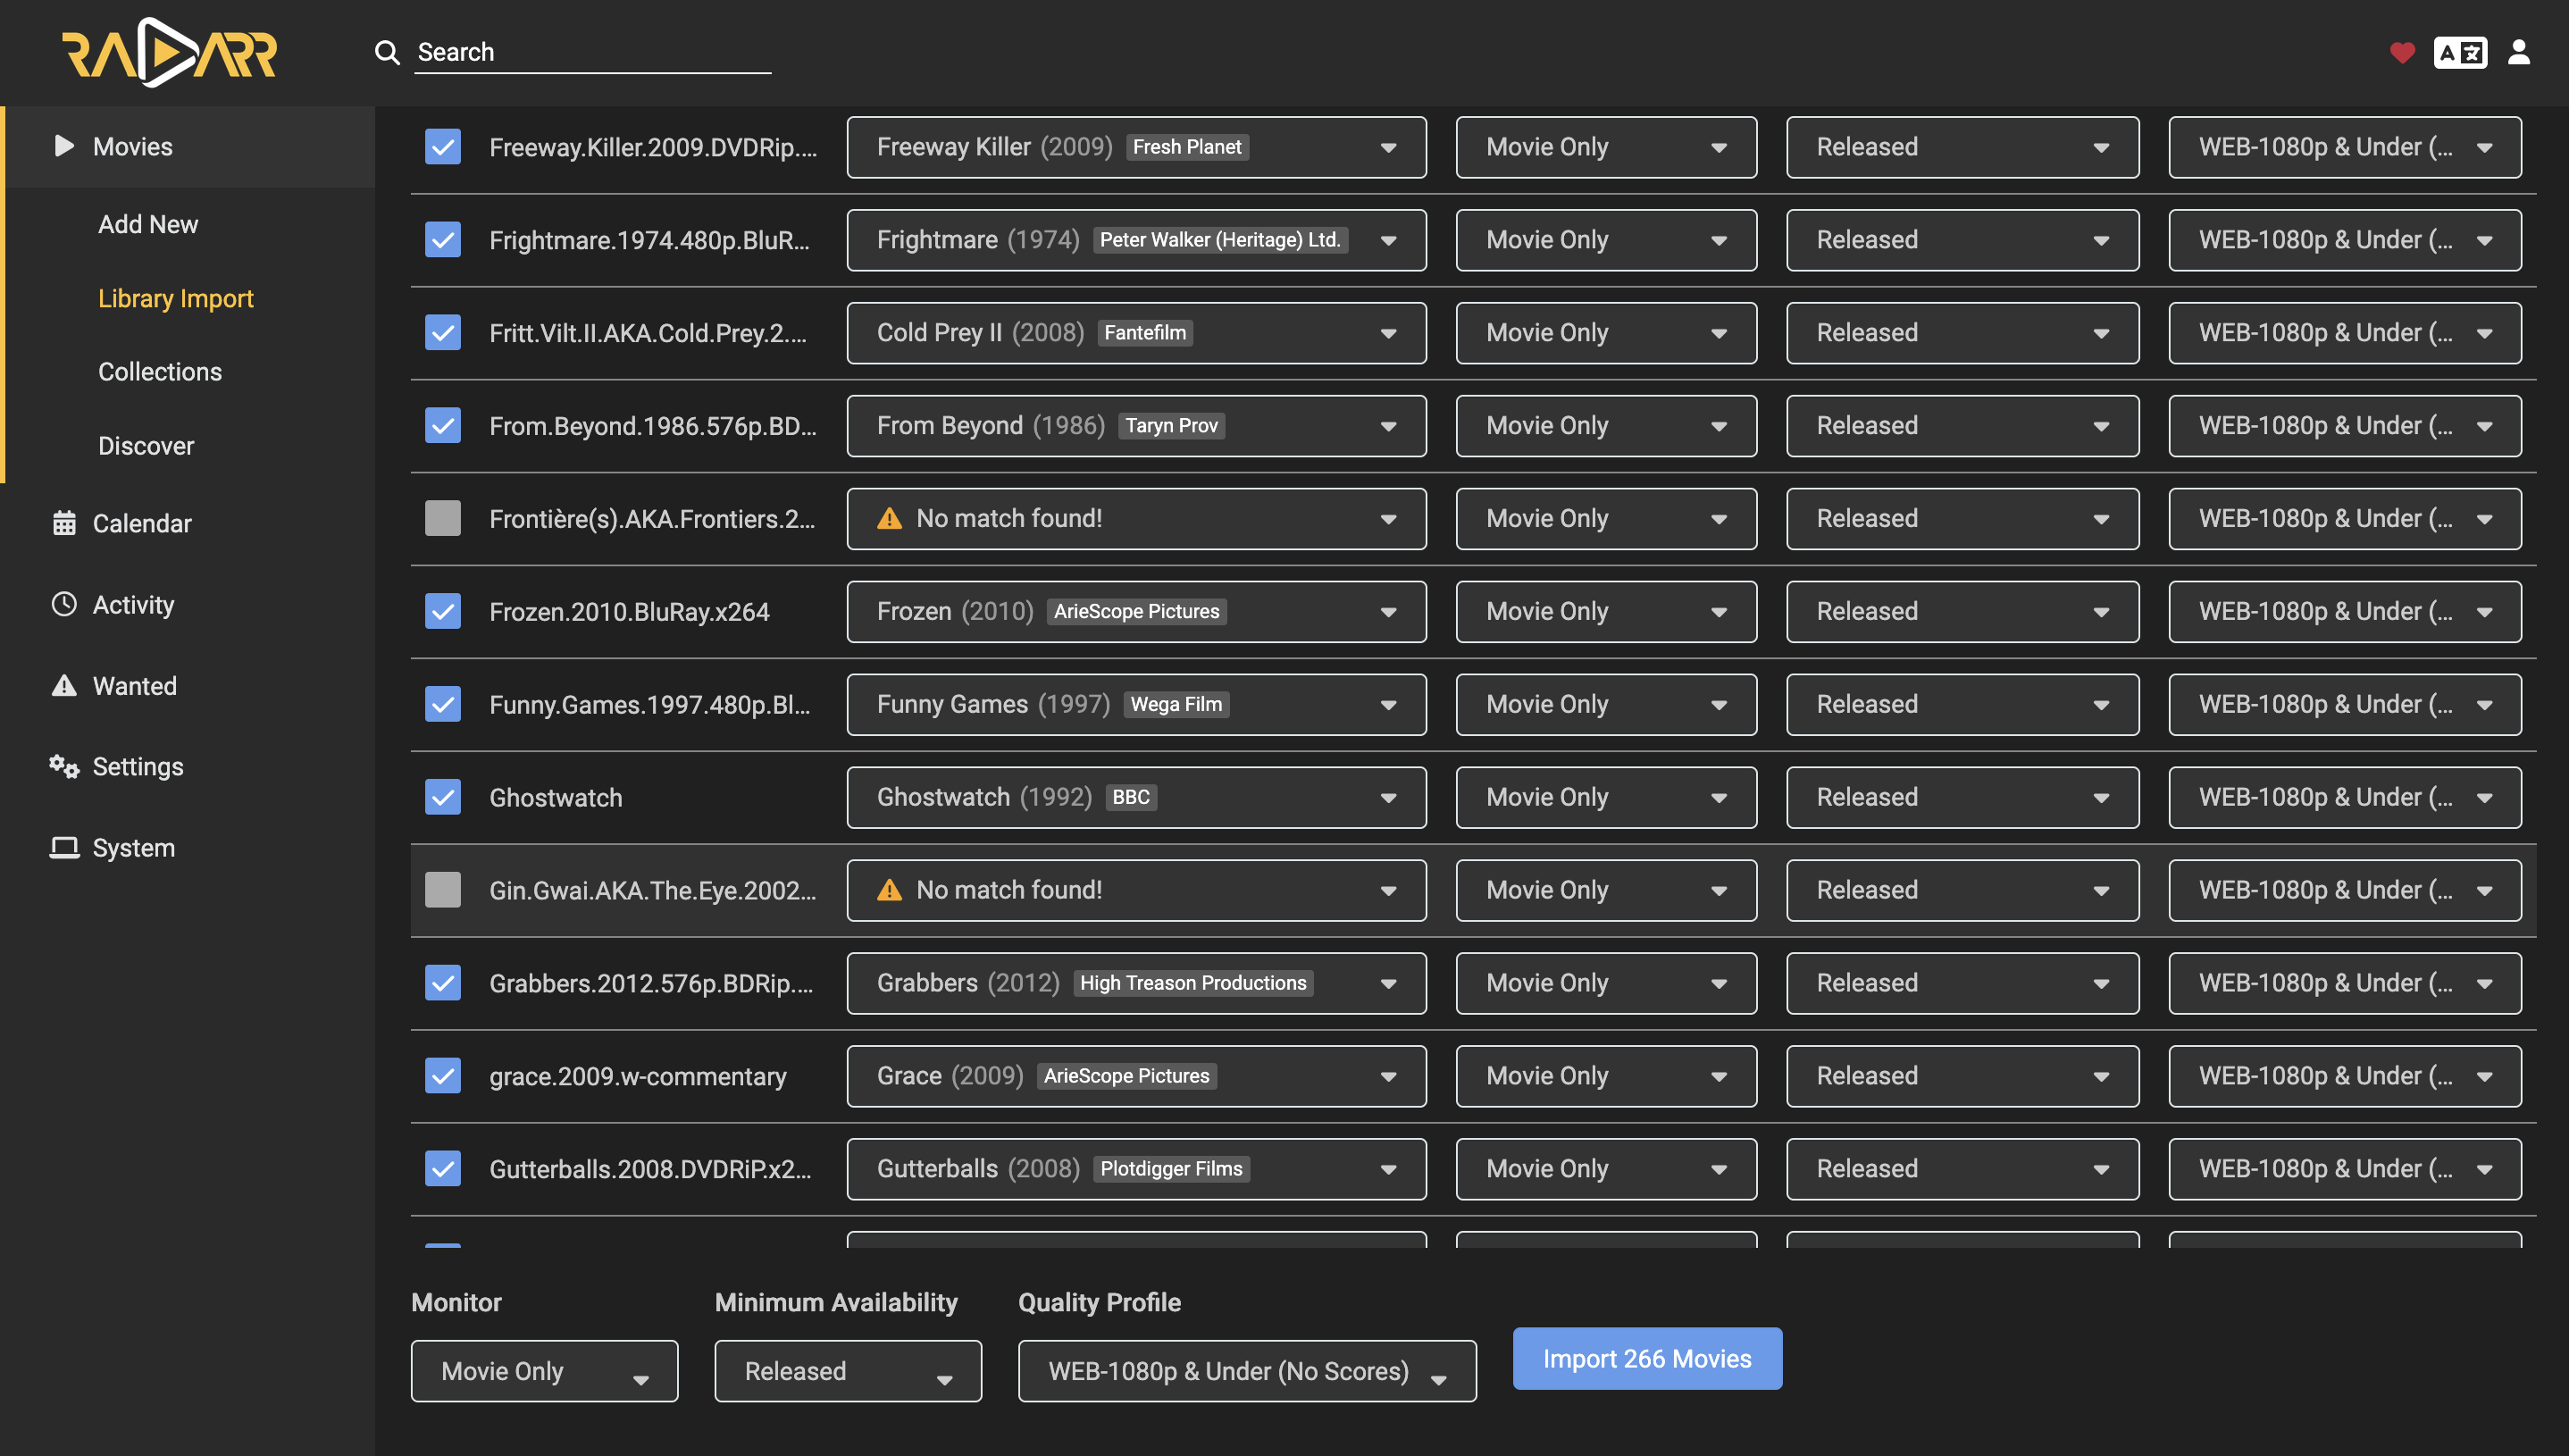 RADARR
Search
Movies
Add New
Library Import
Collections
Discover
Calendar
Activity
Wanted
Settings
System
Freeway.Killer.2009.DVDRip.... Freeway Killer (2009) Fresh Planet Movie Only Released WEB-1080p & Under (...
Frightmare.1974.480p.BluR... Frightmare (1974) Peter Walker (Heritage) Ltd. Movie Only Released WEB-1080p & Under (...
Fritt.Vilt.II.AKA.Cold.Prey.2.... Cold Prey II (2008) Fantefilm Movie Only Released WEB-1080p & Under (...
From.Beyond.1986.576p.BD... From Beyond (1986) Taryn Prov Movie Only Released WEB-1080p & Under (...
Frontière(s).AKA.Frontiers.2... No match found! Movie Only Released WEB-1080p & Under (...
Frozen.2010.BluRay.x264 Frozen (2010) ArieScope Pictures Movie Only Released WEB-1080p & Under (...
Funny.Games.1997.480p.Bl... Funny Games (1997) Wega Film Movie Only Released WEB-1080p & Under (...
Ghostwatch Ghostwatch (1992) BBC Movie Only Released WEB-1080p & Under (...
Gin.Gwai.AKA.The.Eye.2002... No match found! Movie Only Released WEB-1080p & Under (...
Grabbers.2012.576p.BDRip.... Grabbers (2012) High Treason Productions Movie Only Released WEB-1080p & Under (...
grace.2009.w-commentary Grace (2009) ArieScope Pictures Movie Only Released WEB-1080p & Under (...
Gutterballs.2008.DVDRiP.x2... Gutterballs (2008) Plotdigger Films Movie Only Released WEB-1080p & Under (...
Monitor Minimum Availability Quality Profile
Movie Only Released WEB-1080p & Under (No Scores) Import 266 Movies